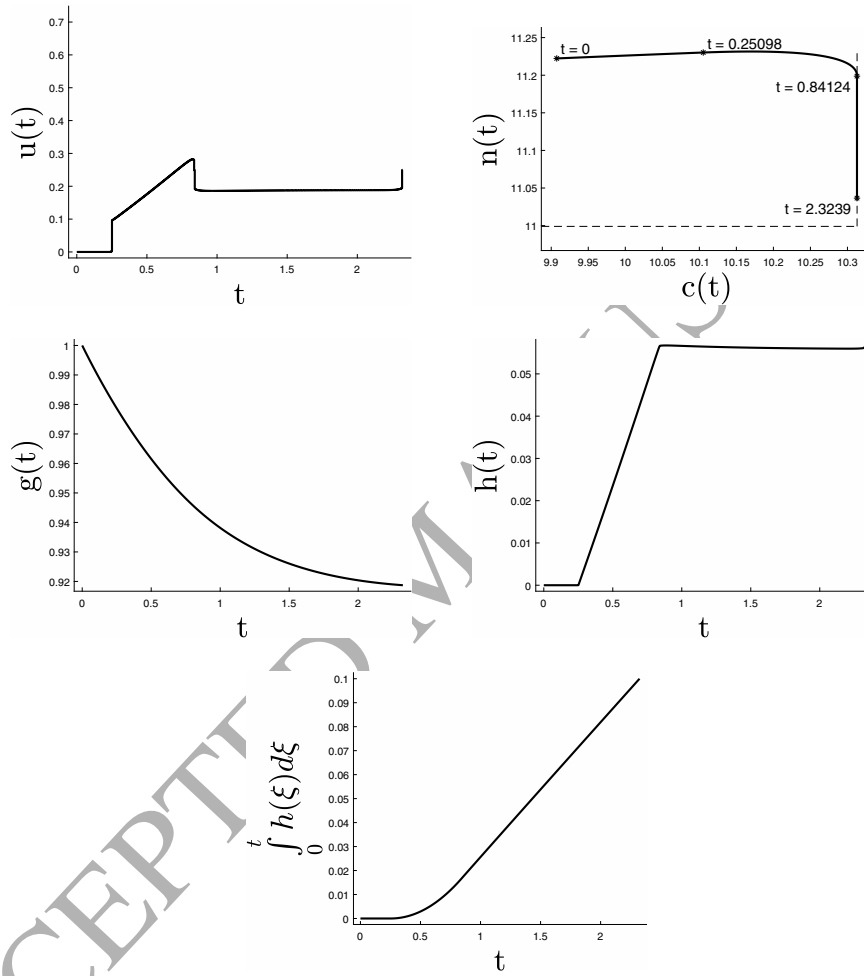 0.7
0.6
0.5
0.4
0.3
0.2
0.1
0
u(t)
0 0.5 1 1.5 2
t
11.25
11.2
11.15
11.1
11.05
11
n(t)
t = 0
t = 0.25098
t = 0.84124
t = 2.3239
9.9 9.95 10 10.05 10.1 10.15 10.2 10.25 10.3
c(t)
1
0.99
0.98
0.97
0.96
0.95
0.94
0.93
0.92
g(t)
0 0.5 1 1.5 2
t
0.05
0.04
0.03
0.02
0.01
0
h(t)
0 0.5 1 1.5 2
t
0.1
0.09
0.08
0.07
0.06
0.05
0.04
0.03
0.02
0.01
0
∫₀ᵗ h(ξ)dξ
0 0.5 1 1.5 2
t
CEPTED M